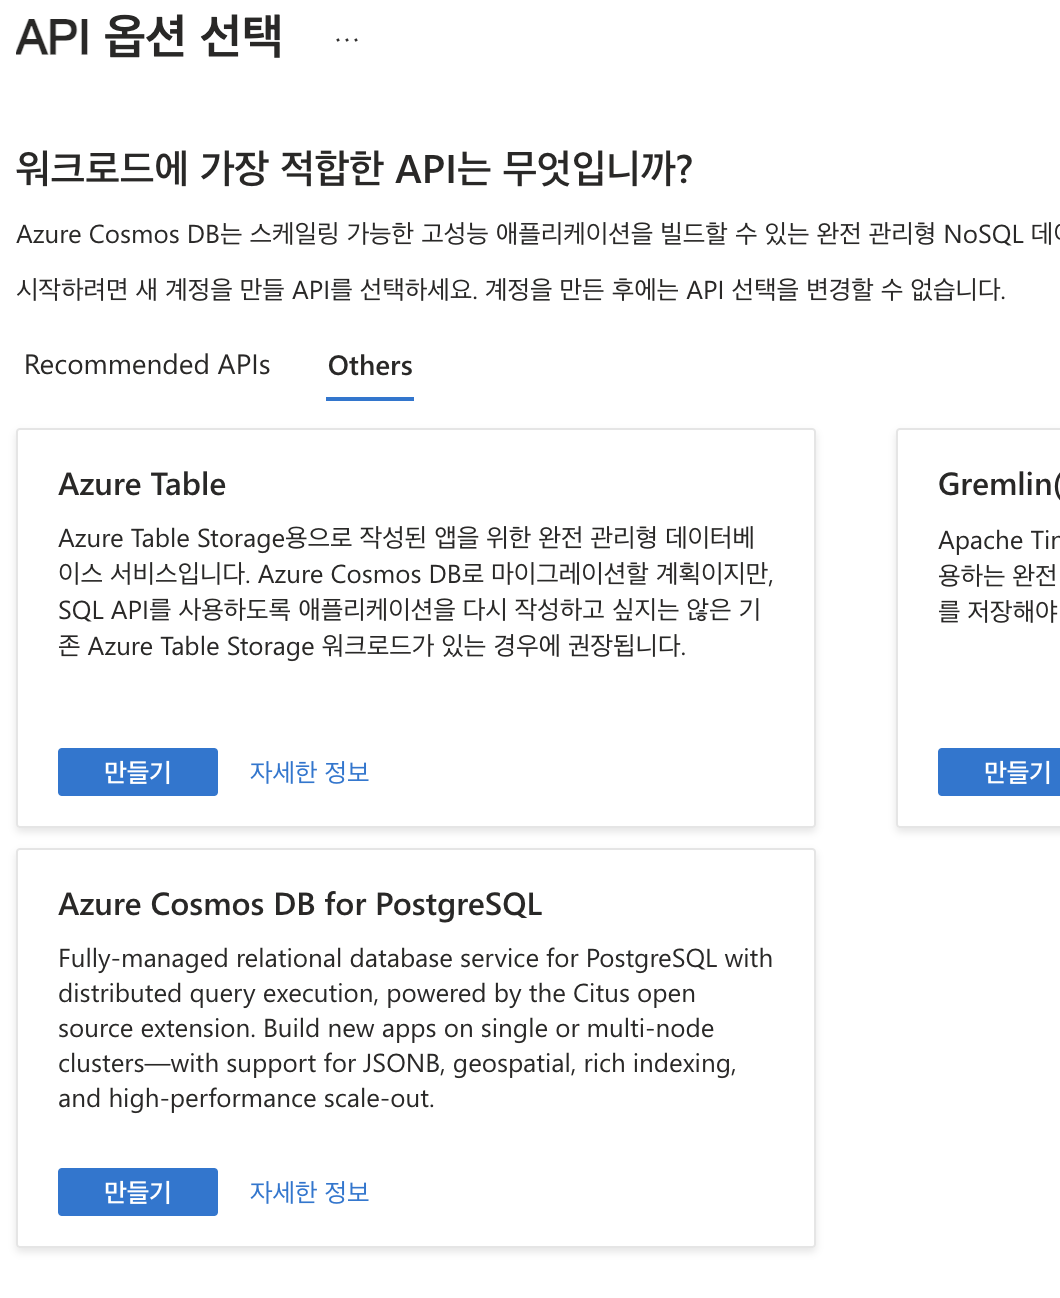 API 옵션 선택 ...
워크로드에 가장 적합한 API는 무엇입니까?
Azure Cosmos DB는 스케일링 가능한 고성능 애플리케이션을 빌드할 수 있는 완전 관리형 NoSQL
시작하려면 새 계정을 만들 API를 선택하세요. 계정을 만든 후에는 API 선택을 변경할 수 없습니다.
Recommended APIs Others
Azure Table
Azure Table Storage용으로 작성된 앱을 위한 완전 관리형 데이터베
이스 서비스입니다. Azure Cosmos DB로 마이그레이션할 계획이지만,
SQL API를 사용하도록 애플리케이션을 다시 작성하고 싶지는 않은 기
존 Azure Table Storage 워크로드가 있는 경우에 권장됩니다.
만들기 자세한 정보
Gremlin(
Apache
용하는 완전
를 저장해야
만들기
Azure Cosmos DB for PostgreSQL
Fully-managed relational database service for PostgreSQL with
distributed query execution, powered by the Citus open
source extension. Build new apps on single or multi-node
clusters—with support for JSONB, geospatial, rich indexing,
and high-performance scale-out.
만들기 자세한 정보